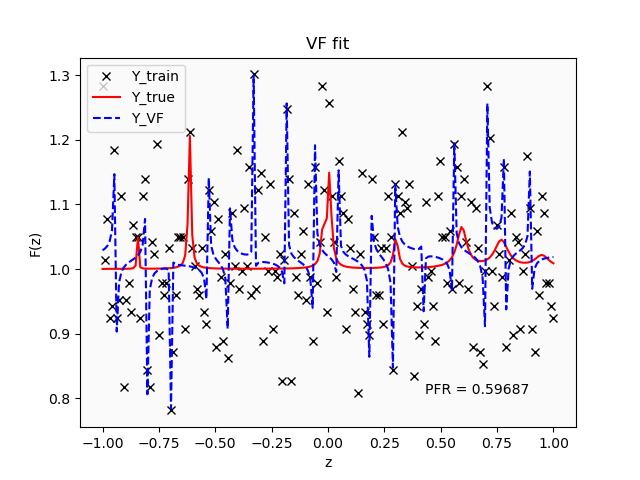 VF fit
Y_train
Y_true
Y_VF
1.3
1.2
1.1
1.0
0.9
0.8
F(z)
PFR = 0.59687
−1.00 −0.75 −0.50 −0.25 0.00 0.25 0.50 0.75 1.00
z